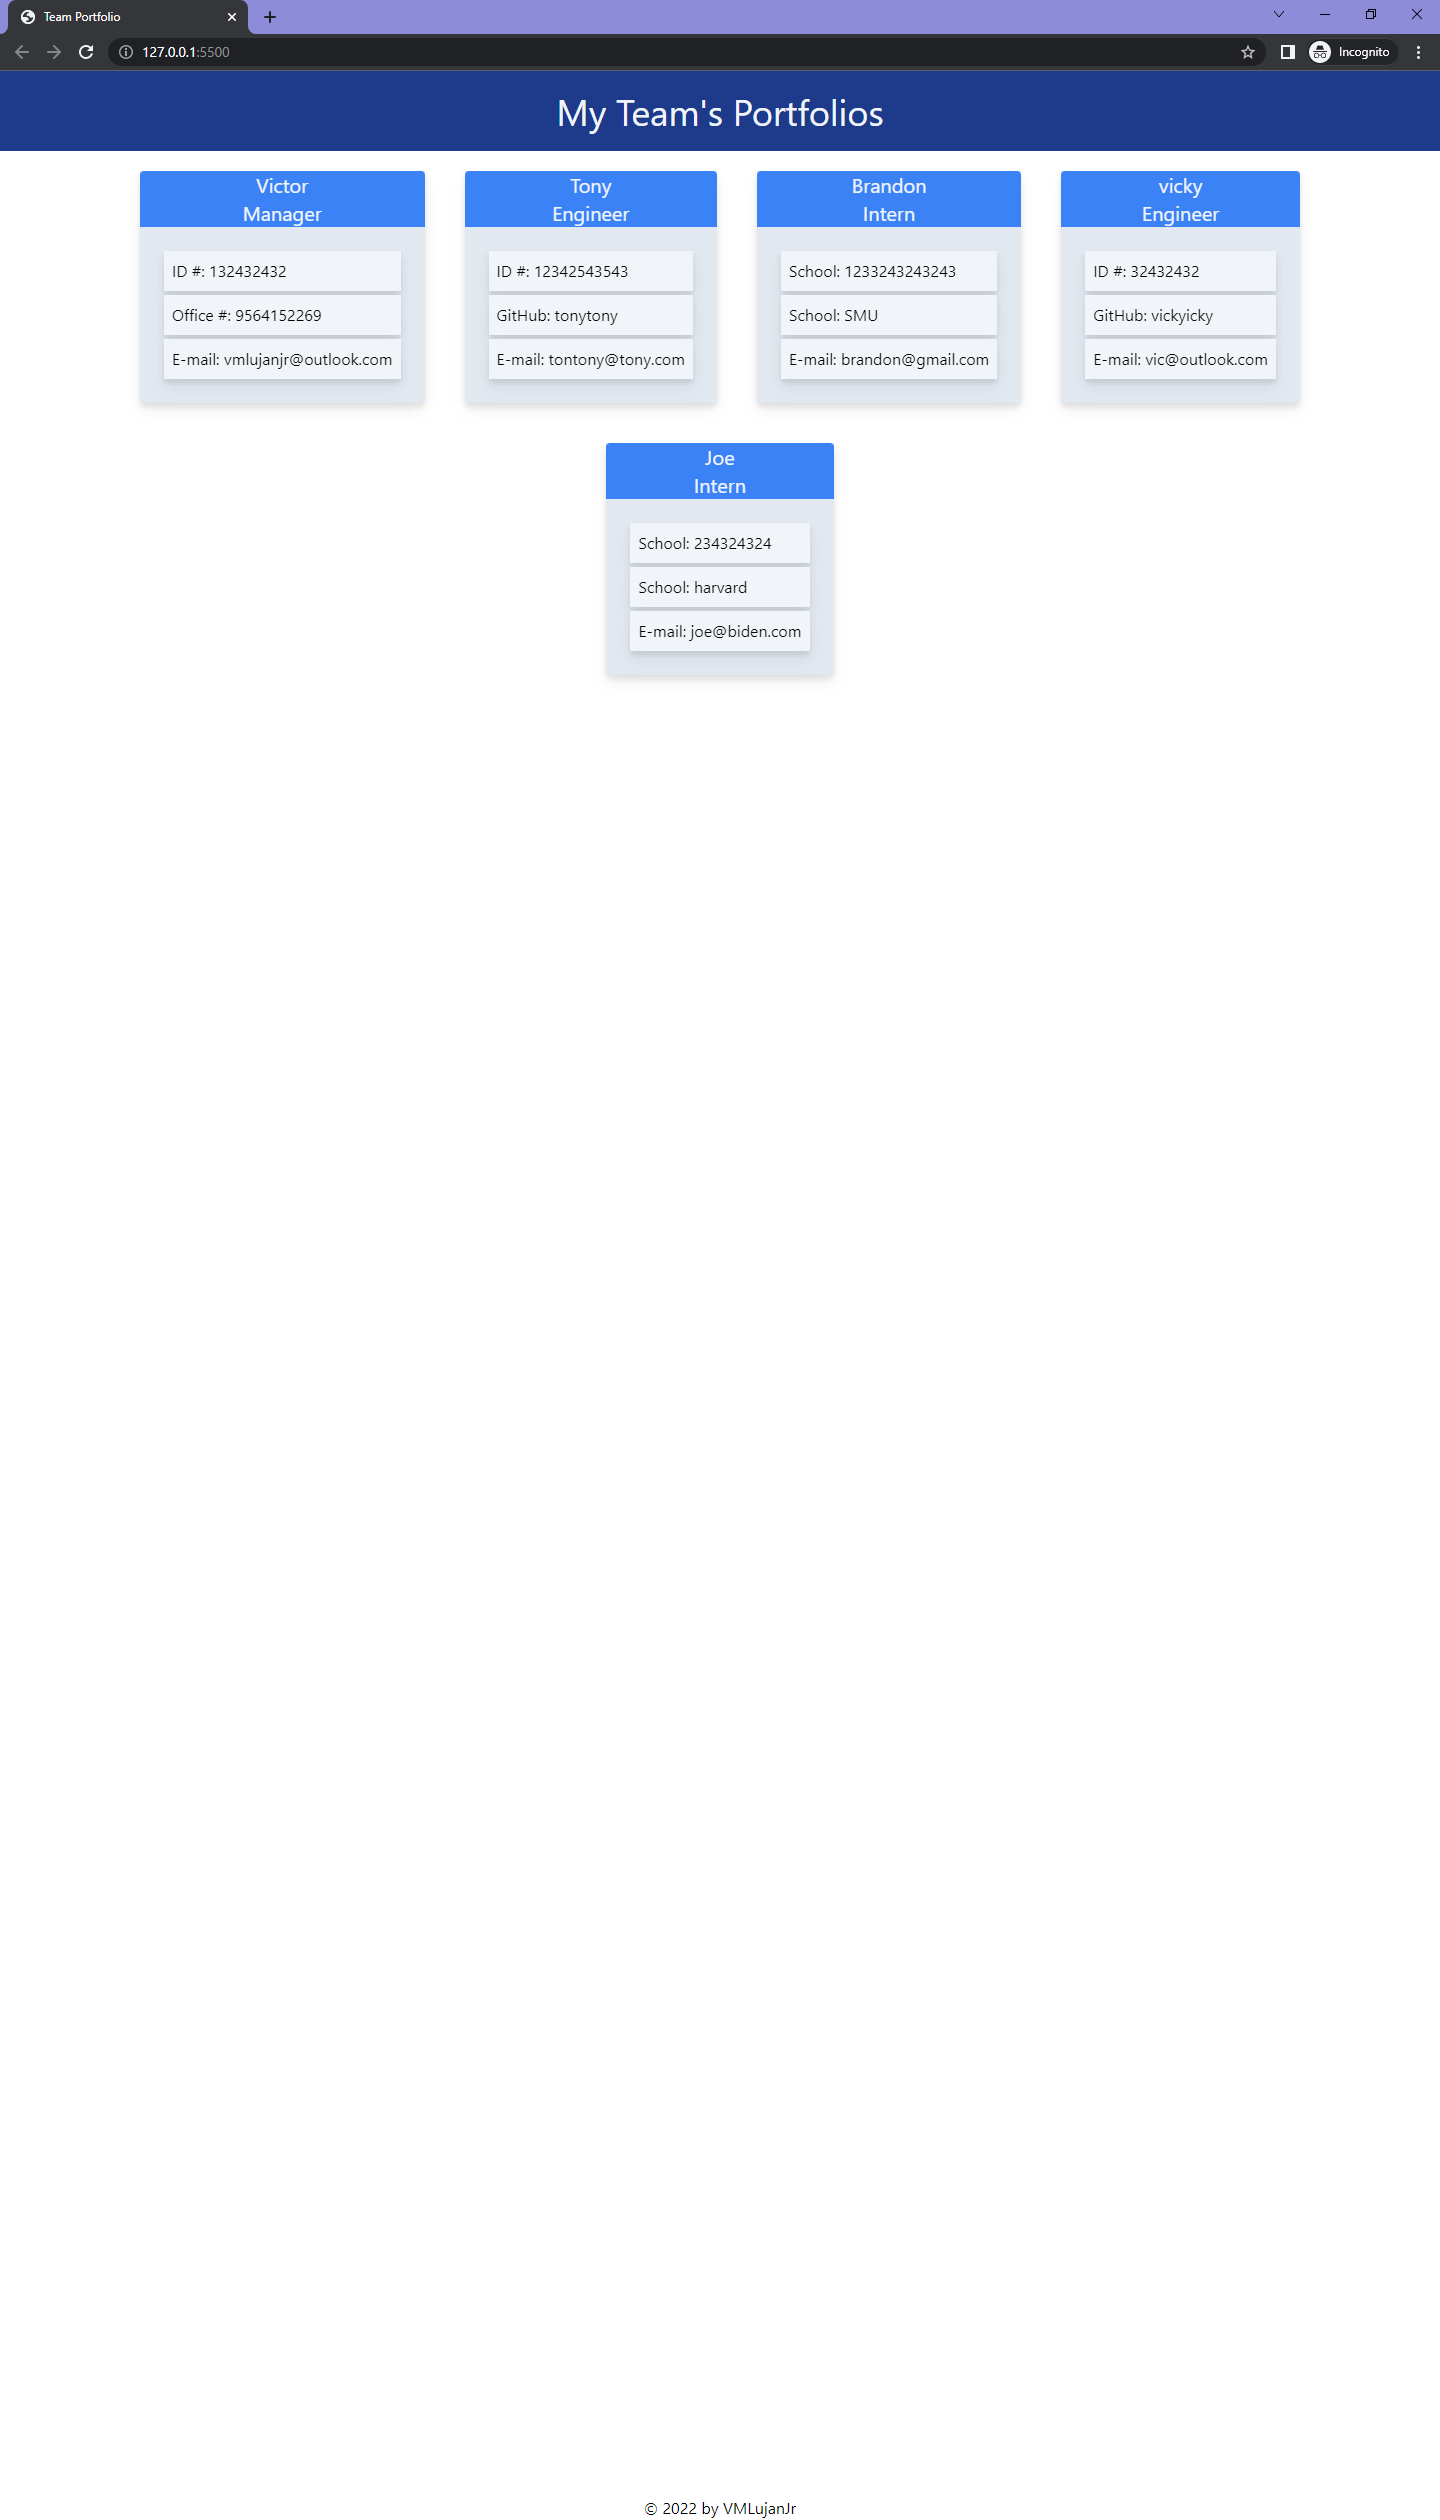 Team Portfolio
127.0.0.1:5500
Incognito
My Team's Portfolios
Victor
Manager
ID #: 132432432
Office #: 9564152269
E-mail: vmlujanjr@outlook.com
Tony
Engineer
ID #: 12342543543
GitHub: tonytony
E-mail: tontony@tony.com
Brandon
Intern
School: 1233243243243
School: SMU
E-mail: brandon@gmail.com
vicky
Engineer
ID #: 32432432
GitHub: vickyicky
E-mail: vic@outlook.com
Joe
Intern
School: 234324324
School: harvard
E-mail: joe@biden.com
© 2022 by VMLujanJr